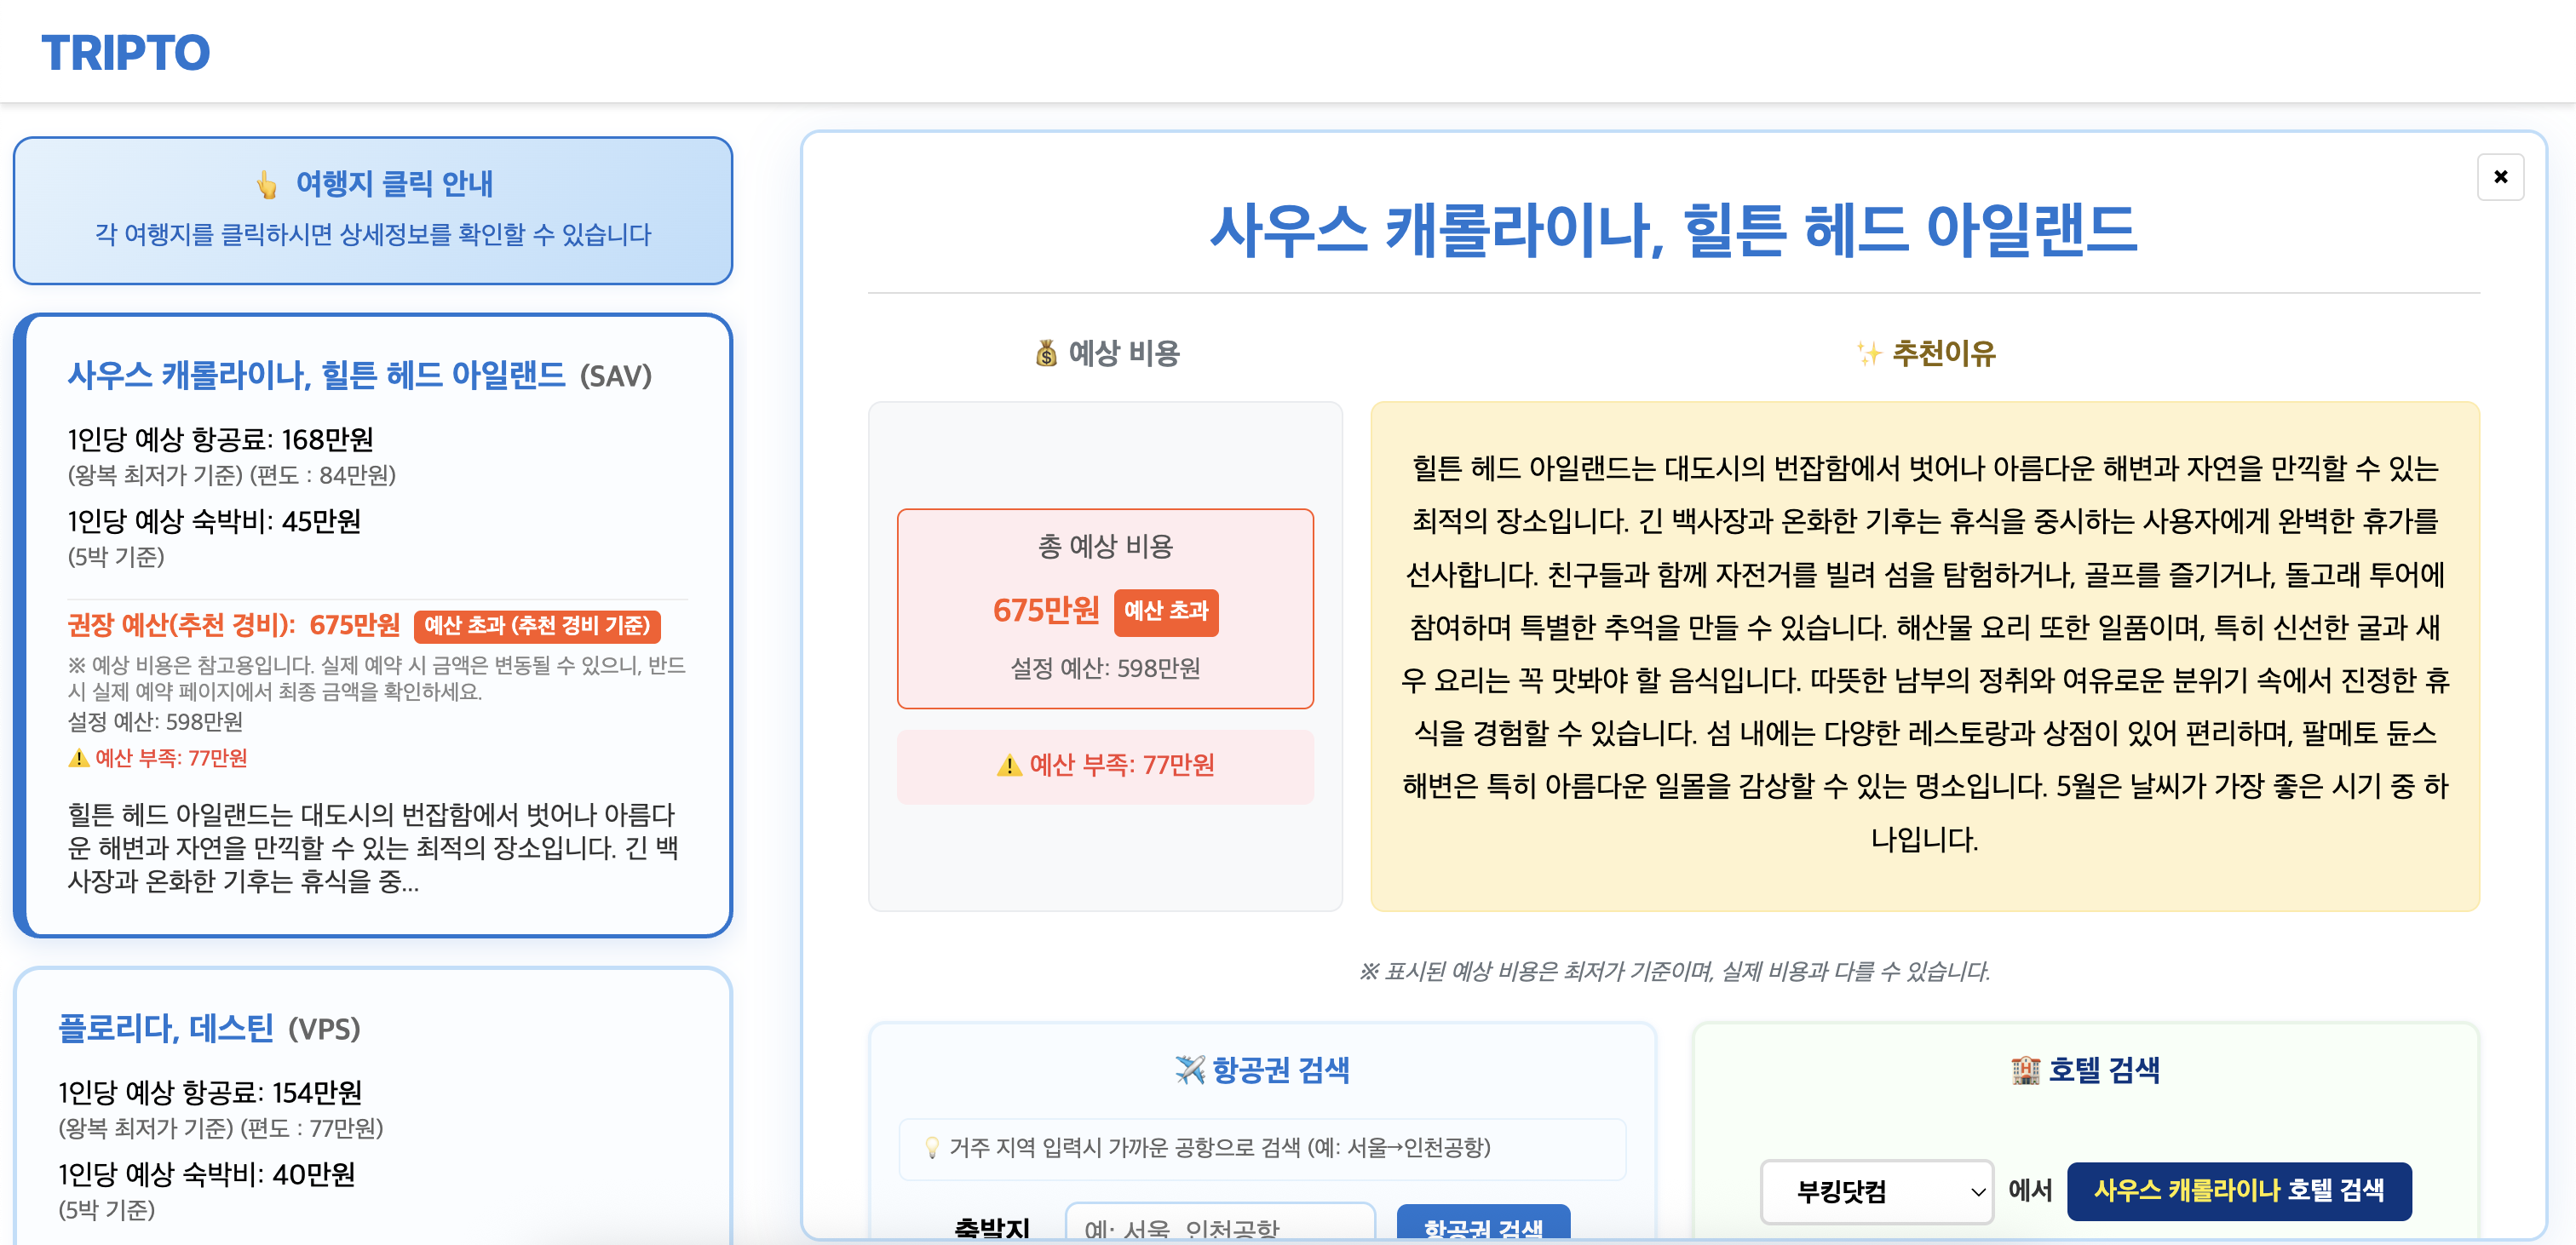 TRIPTO
👆 여행지 클릭 안내
각 여행지를 클릭하시면 상세정보를 확인할 수 있습니다
사우스 캐롤라이나, 힐튼 헤드 아일랜드 (SAV)
1인당 예상 항공료: 168만원
(왕복 최저가 기준) (편도 : 84만원)
1인당 예상 숙박비: 45만원
(5박 기준)
권장 예산(추천 경비): 675만원 예산 초과 (추천 경비 기준)
※ 예상 비용은 참고용입니다. 실제 예약 시 금액은 변동될 수 있으니, 반드
시 실제 예약 페이지에서 최종 금액을 확인하세요.
설정 예산: 598만원
⚠️ 예산 부족: 77만원
힐튼 헤드 아일랜드는 대도시의 번잡함에서 벗어나 아름다
운 해변과 자연을 만끽할 수 있는 최적의 장소입니다. 긴 백
사장과 온화한 기후는 휴식을 중...
플로리다, 데스틴 (VPS)
1인당 예상 항공료: 154만원
(왕복 최저가 기준) (편도 : 77만원)
1인당 예상 숙박비: 40만원
(5박 기준)
✖
사우스 캐롤라이나, 힐튼 헤드 아일랜드
💰 예상 비용
총 예상 비용
675만원 예산 초과
설정 예산: 598만원
⚠️ 예산 부족: 77만원
✨ 추천이유
힐튼 헤드 아일랜드는 대도시의 번잡함에서 벗어나 아름다운 해변과 자연을 만끽할 수 있는
최적의 장소입니다. 긴 백사장과 온화한 기후는 휴식을 중시하는 사용자에게 완벽한 휴가를
선사합니다. 친구들과 함께 자전거를 빌려 섬을 탐험하거나, 골프를 즐기거나, 돌고래 투어에
참여하며 특별한 추억을 만들 수 있습니다. 해산물 요리 또한 일품이며, 특히 신선한 굴과 새
우 요리는 꼭 맛봐야 할 음식입니다. 따뜻한 남부의 정취와 여유로운 분위기 속에서 진정한 휴
식을 경험할 수 있습니다. 섬 내에는 다양한 레스토랑과 상점이 있어 편리하며, 팔메토 듄스
해변은 특히 아름다운 일몰을 감상할 수 있는 명소입니다. 5월은 날씨가 가장 좋은 시기 중 하
나입니다.
※ 표시된 예상 비용은 최저가 기준이며, 실제 비용과 다를 수 있습니다.
✈️ 항공권 검색
💡 거주 지역 입력시 가까운 공항으로 검색 (예: 서울→인천공항)
출발지 예: 서울, 인천공항 항공권 검색
🏨 호텔 검색
부킹닷컴 에서 사우스 캐롤라이나 호텔 검색